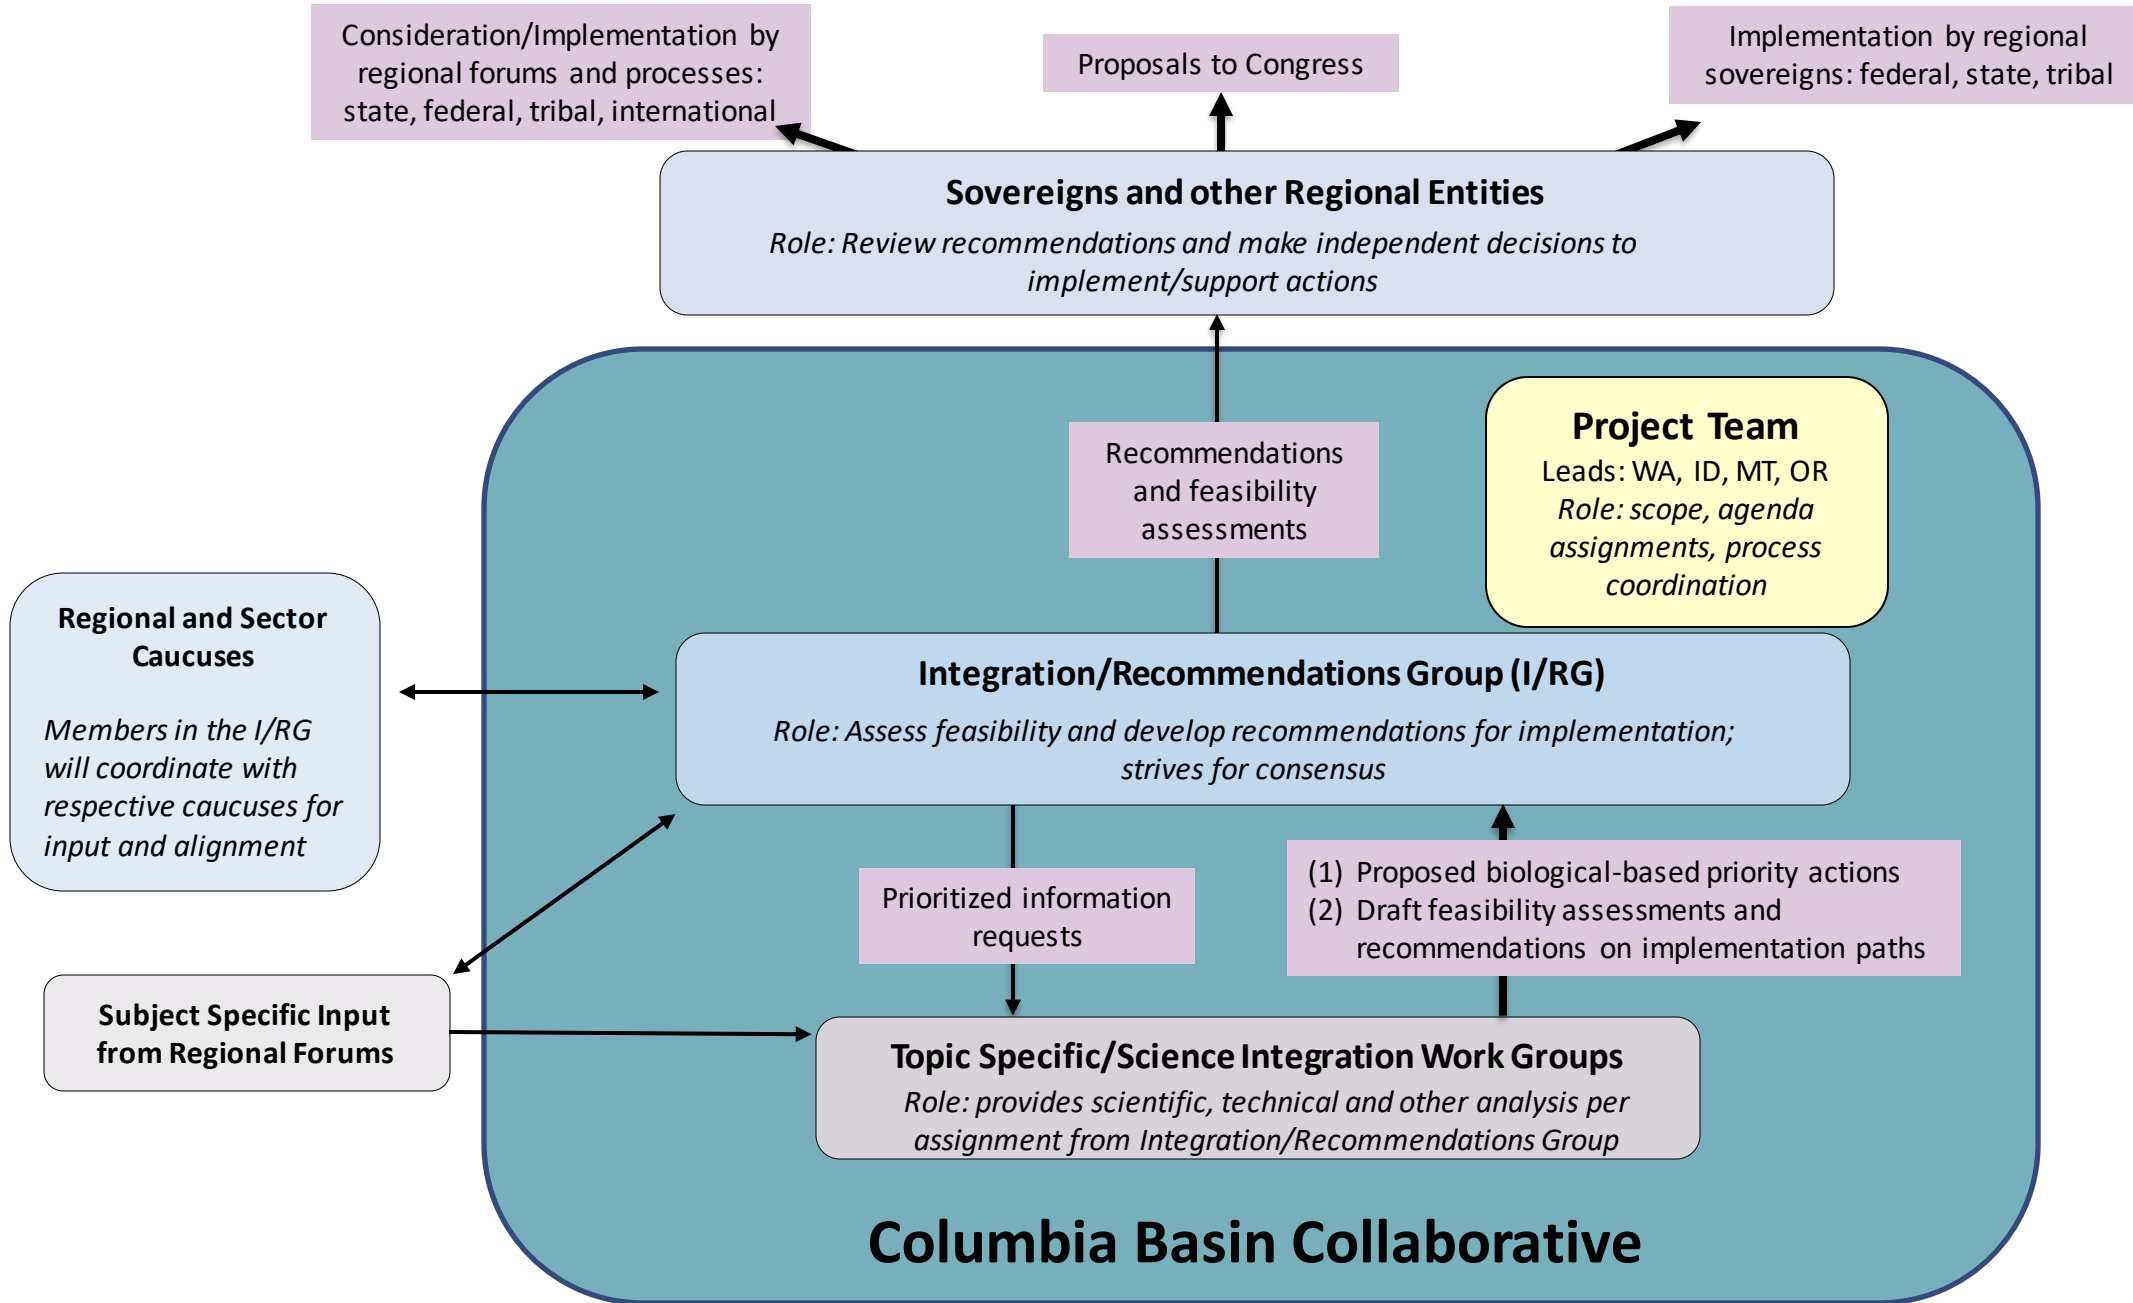 Consideration/Implementation by
regional forums and processes:
state, federal, tribal, international
Proposals to Congress
Implementation by regional
sovereigns: federal, state, tribal
Sovereigns and other Regional Entities
Role: Review recommendations and make independent decisions to
implement/support actions
Recommendations
and feasibility
assessments
Project Team
Leads: WA, ID, MT, OR
Role: scope, agenda
assignments, process
coordination
Regional and Sector
Caucuses
Members in the I/RG
will coordinate with
respective caucuses for
input and alignment
Integration/Recommendations Group (I/RG)
Role: Assess feasibility and develop recommendations for implementation;
strives for consensus
Prioritized information
requests
(1) Proposed biological-based priority actions
(2) Draft feasibility assessments and
recommendations on implementation paths
Subject Specific Input
from Regional Forums
Topic Specific/Science Integration Work Groups
Role: provides scientific, technical and other analysis per
assignment from Integration/Recommendations Group
Columbia Basin Collaborative